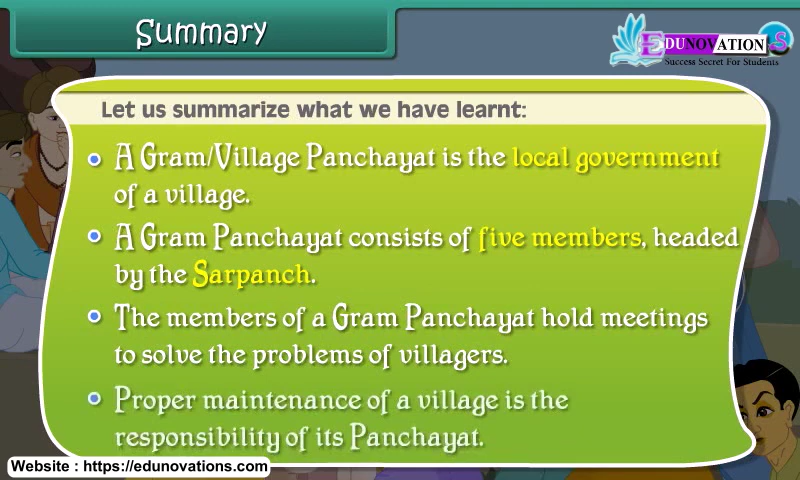 Summary
EDUNOVATIONS
Success Secret For Students
Let us summarize what we have learnt:
A Gram/Village Panchayat is the local government
of a village.
A Gram Panchayat consists of five members, headed
by the Sarpanch.
The members of a Gram Panchayat hold meetings
to solve the problems of villagers.
Proper maintenance of a village is the
responsibility of its Panchayat.
Website : https://edunovations.com